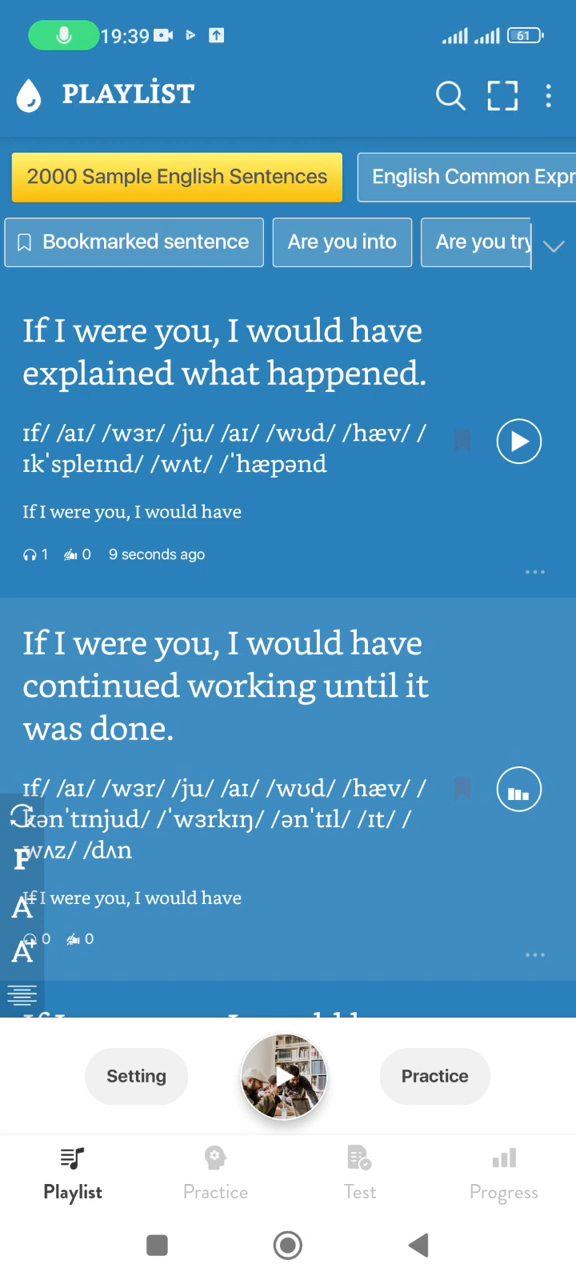 19:39
61
PLAYLİST
2000 Sample English Sentences
English Common Expr
Bookmarked sentence
Are you into
Are you try
If I were you, I would have
explained what happened.
ɪf/ /aɪ/ /wɜr/ /ju/ /aɪ/ /wʊd/ /hæv/ /
ɪkˈspleɪnd/ /wʌt/ /ˈhæpənd
If I were you, I would have
1 0 9 seconds ago
If I were you, I would have
continued working until it
was done.
ɪf/ /aɪ/ /wɜr/ /ju/ /aɪ/ /wʊd/ /hæv/ /
kənˈtɪnjud/ /ˈwɜrkɪŋ/ /ənˈtɪl/ /ɪt/ /
wʌz/ /dʌn
If I were you, I would have
0 0
F
A
A+
Setting
Practice
Playlist
Practice
Test
Progress